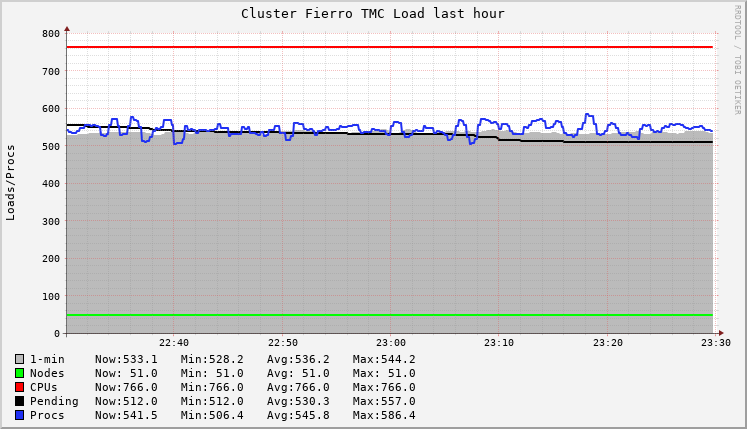 Cluster Fierro TMC Load last hour
RRDTOOL / TOBI OETIKER
Loads/Procs
800
700
600
500
400
300
200
100
0
22:40 22:50 23:00 23:10 23:20 23:30
1-min Now:533.1 Min:528.2 Avg:536.2 Max:544.2
Nodes Now: 51.0 Min: 51.0 Avg: 51.0 Max: 51.0
CPUs Now:766.0 Min:766.0 Avg:766.0 Max:766.0
Pending Now:512.0 Min:512.0 Avg:530.3 Max:557.0
Procs Now:541.5 Min:506.4 Avg:545.8 Max:586.4